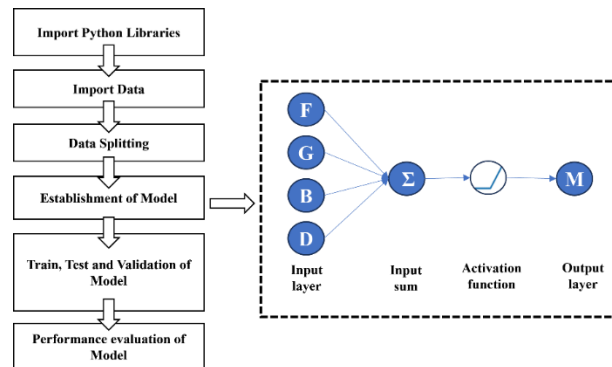 Import Python Libraries
Import Data
Data Splitting
Establishment of Model
Train, Test and Validation of
Model
Performance evaluation of
Model
F
G
B
D
Σ
M
Input
layer
Input
sum
Activation
function
Output
layer